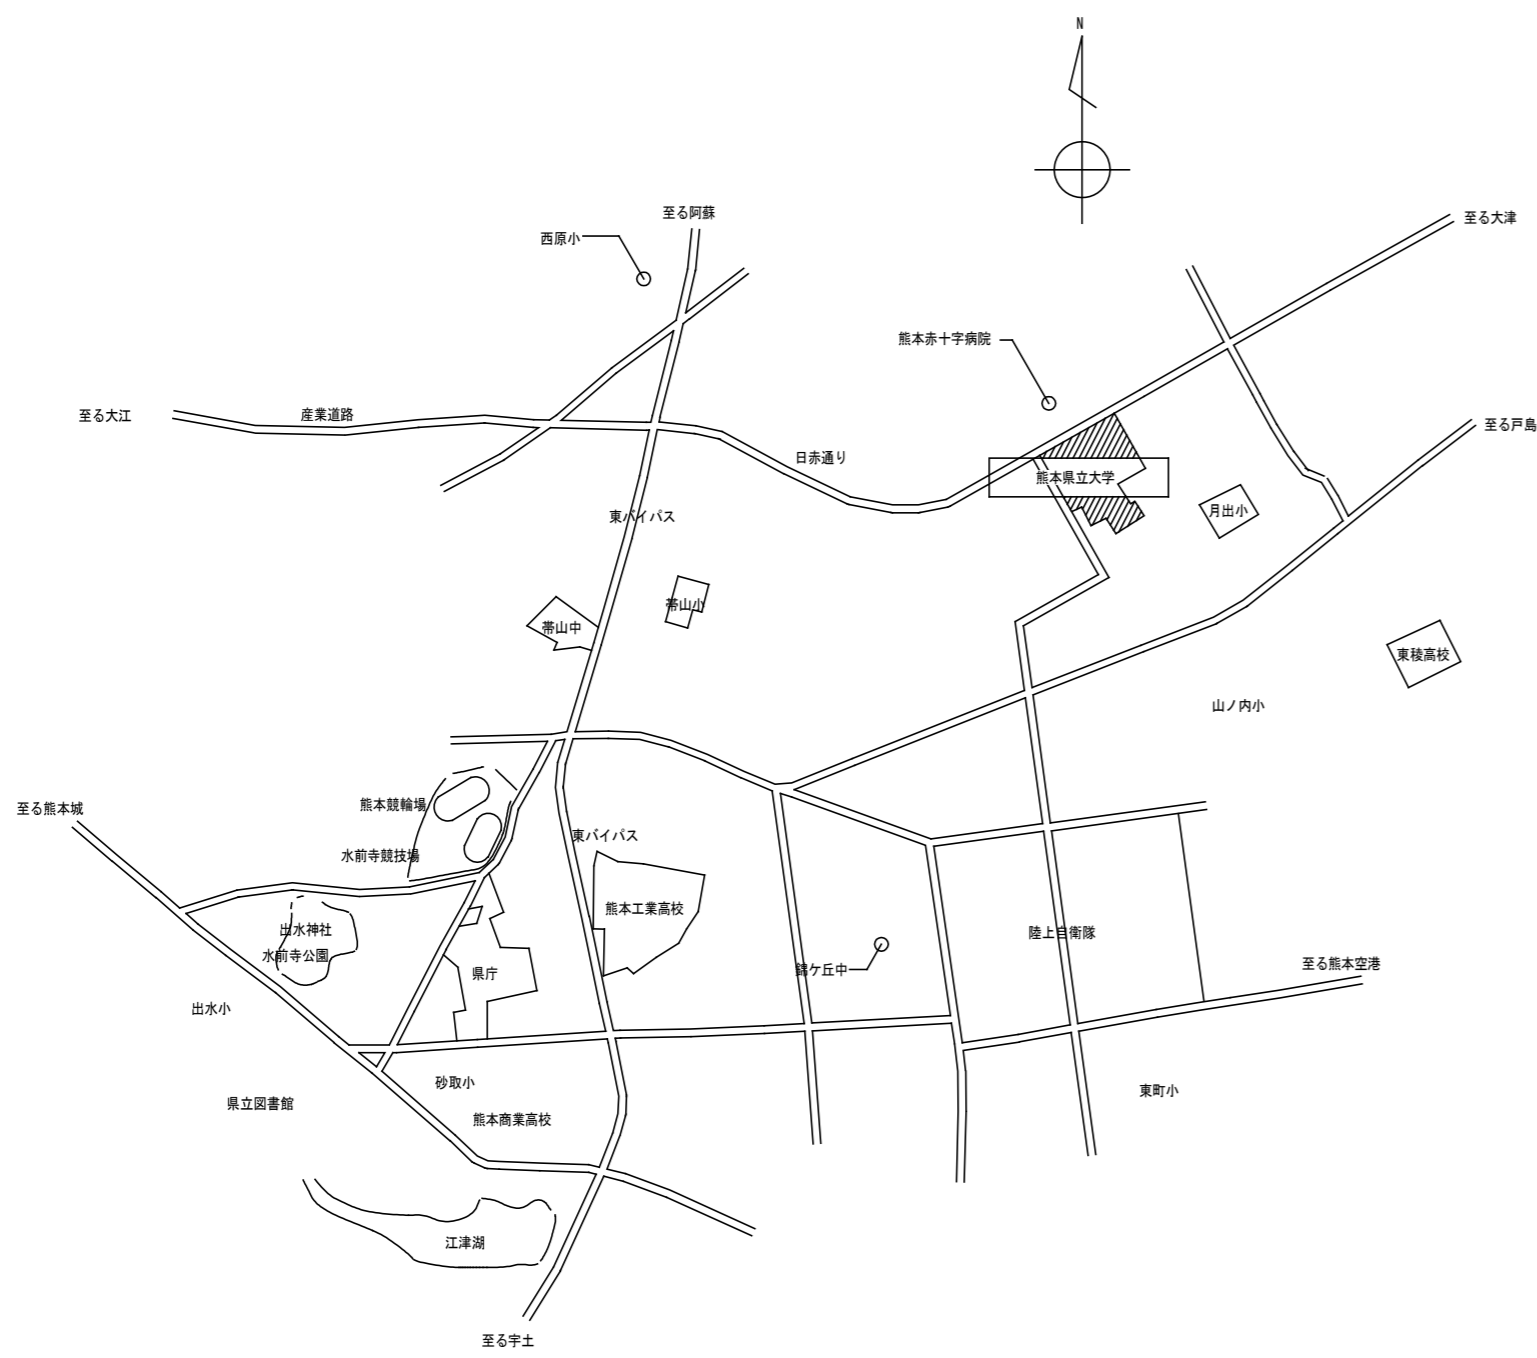 N
至る阿蘇
至る大津
西原小
熊本赤十字病院
至る大江
産業道路
至る戸島
日赤通り
熊本県立大学
月出小
東バイパス
帯山小
帯山中
東稜高校
山ノ内小
熊本競輪場
至る熊本城
東バイパス
水前寺競技場
熊本工業高校
出水神社
陸上自衛隊
水前寺公園
県庁
錦ケ丘中
至る熊本空港
出水小
砂取小
東町小
県立図書館
熊本商業高校
江津湖
至る宇土